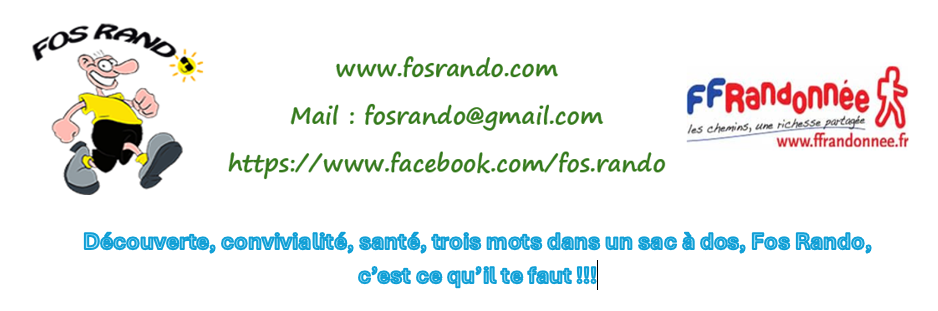 FOS RANDO
www.fosrando.com
Mail : fosrando@gmail.com
https://www.facebook.com/fos.rando
FFRandonnée
les chemins, une richesse partagée
www.ffrandonnee.fr
Découverte, convivialité, santé, trois mots dans un sac à dos, Fos Rando,
c’est ce qu’il te faut !!!